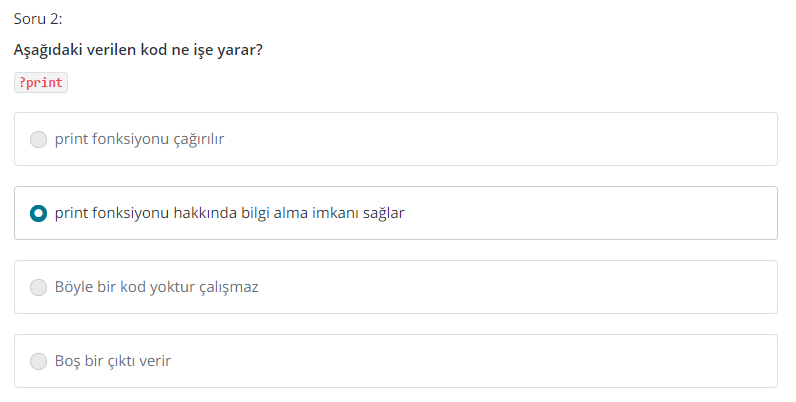 Soru 2:
Aşağıdaki verilen kod ne işe yarar?
?print
print fonksiyonu çağırılır
print fonksiyonu hakkında bilgi alma imkanı sağlar
Böyle bir kod yoktur çalışmaz
Boş bir çıktı verir